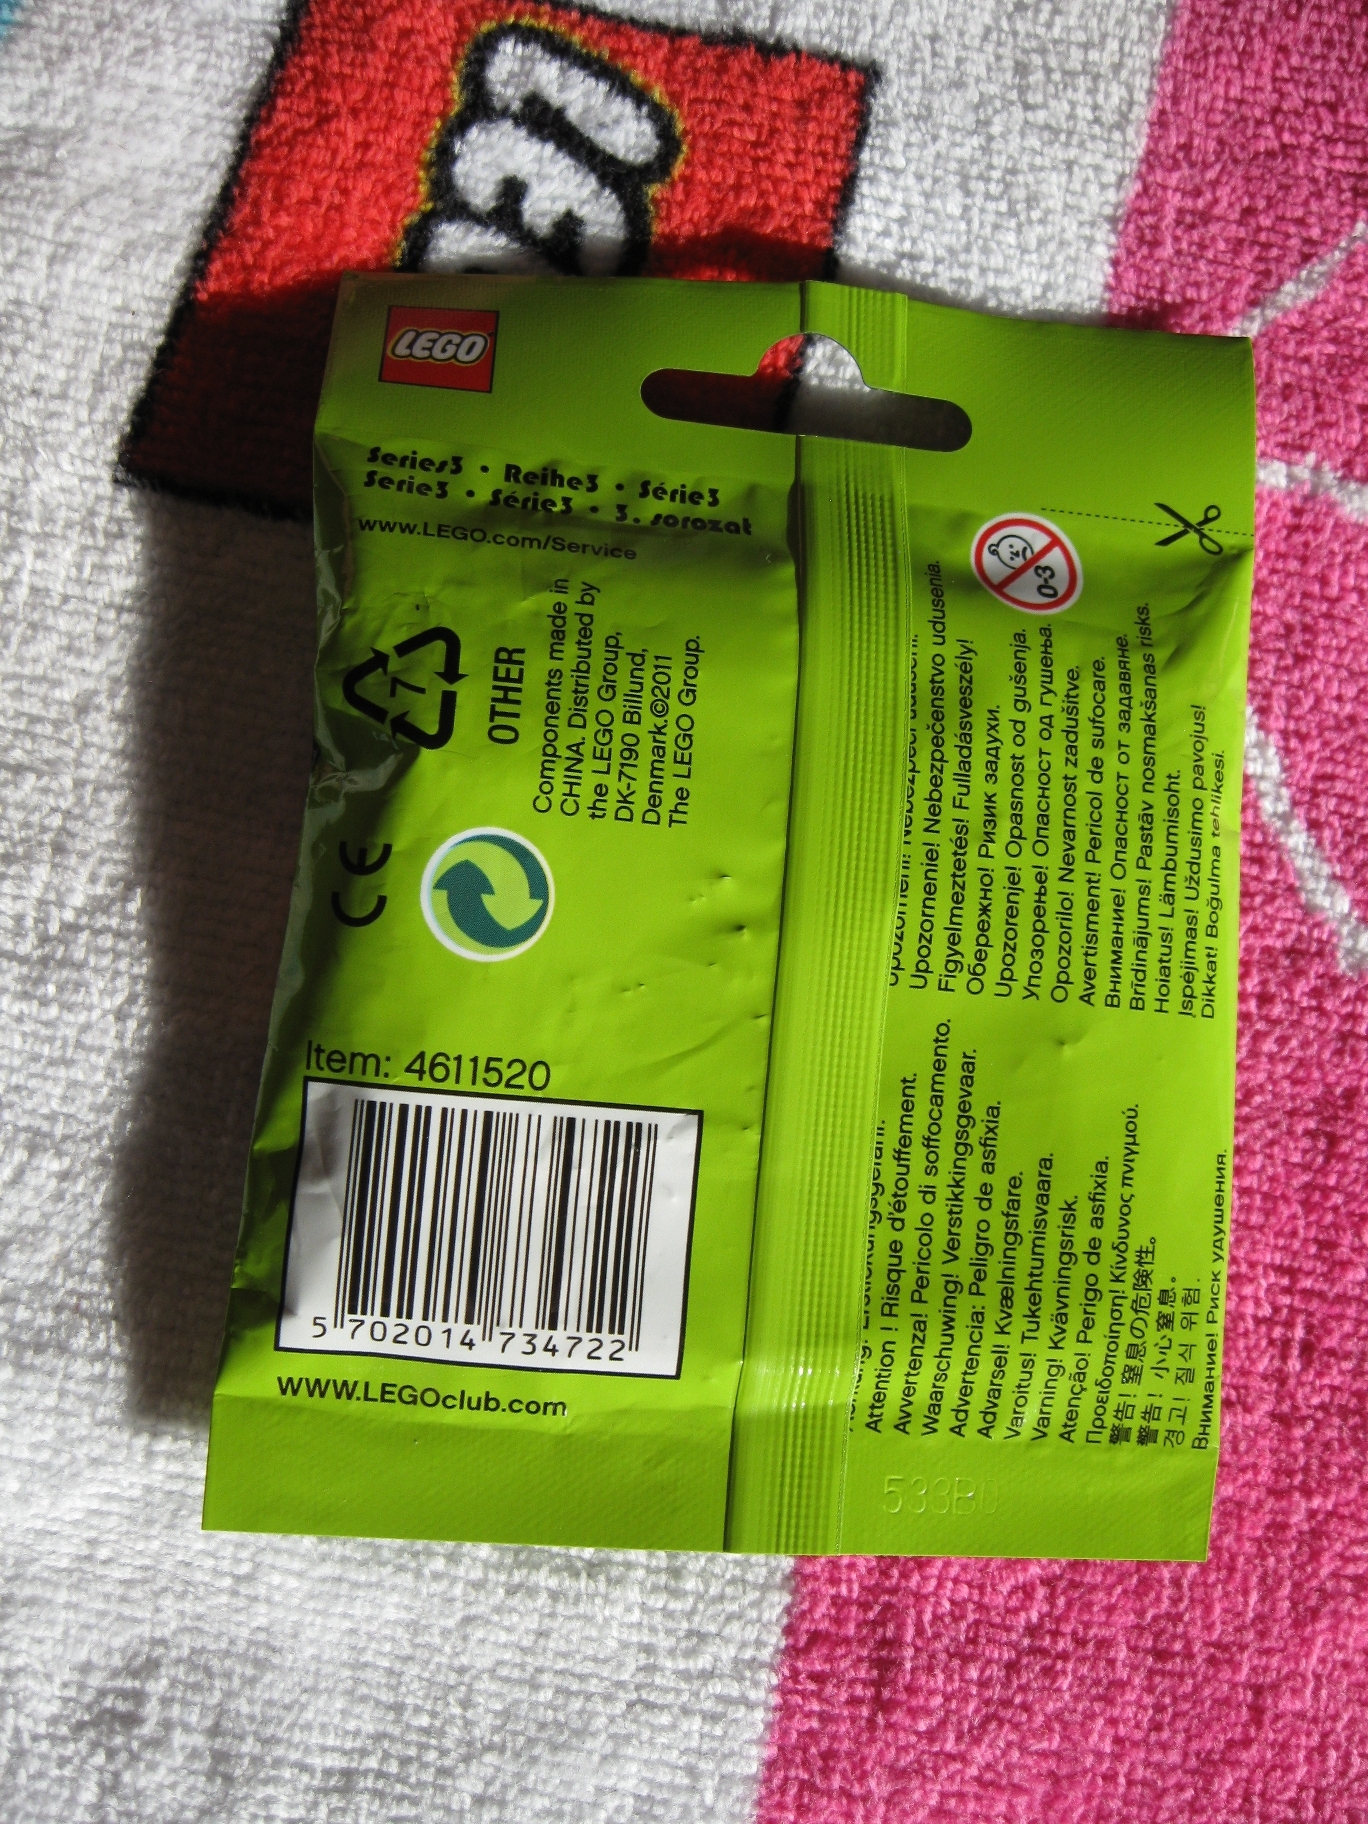 LEGO
Series3 • Reihe3 • Série3
Serie3 • Série3 • 3. sorozat
www.LEGO.com/Service
7
OTHER
Components made in
CHINA. Distributed by
the LEGO Group,
DK-7190 Billund,
Denmark.©2011
The LEGO Group.
CE
Item: 4611520
5 702014 734722
www.LEGOclub.com
0-3
Upozornenie! Nebezpečenstvo udusenia.
Figyelmeztetés! Fulladásveszély!
Обережно! Ризик задухи.
Upozorenje! Opasnost od gušenja.
Упозорење! Опасност од гушења.
Opozorilo! Nevarnost zadušitve.
Avertisment! Pericol de sufocare.
Внимание! Опасност от задавяне.
Brīdinājums! Pastāv nosmakšanas risks.
Hoiatus! Lämbumisoht.
Įspėjimas! Uždusimo pavojus!
Dikkat! Boğulma tehlikesi.
Attention ! Risque d'étouffement.
Avvertenza! Pericolo di soffocamento.
Waarschuwing! Verstikkingsgevaar.
Advertencia: Peligro de asfixia.
Advarsel! Kvælningsfare.
Varoitus! Tukehtumisvaara.
Varning! Kvävningsrisk.
Atenção! Perigo de asfixia.
Προειδοποίηση! Κίνδυνος πνιγμού.
警告！窒息の危険性。
警告！小心窒息。
경고! 질식 위험.
Внимание! Риск удушения.
533B0